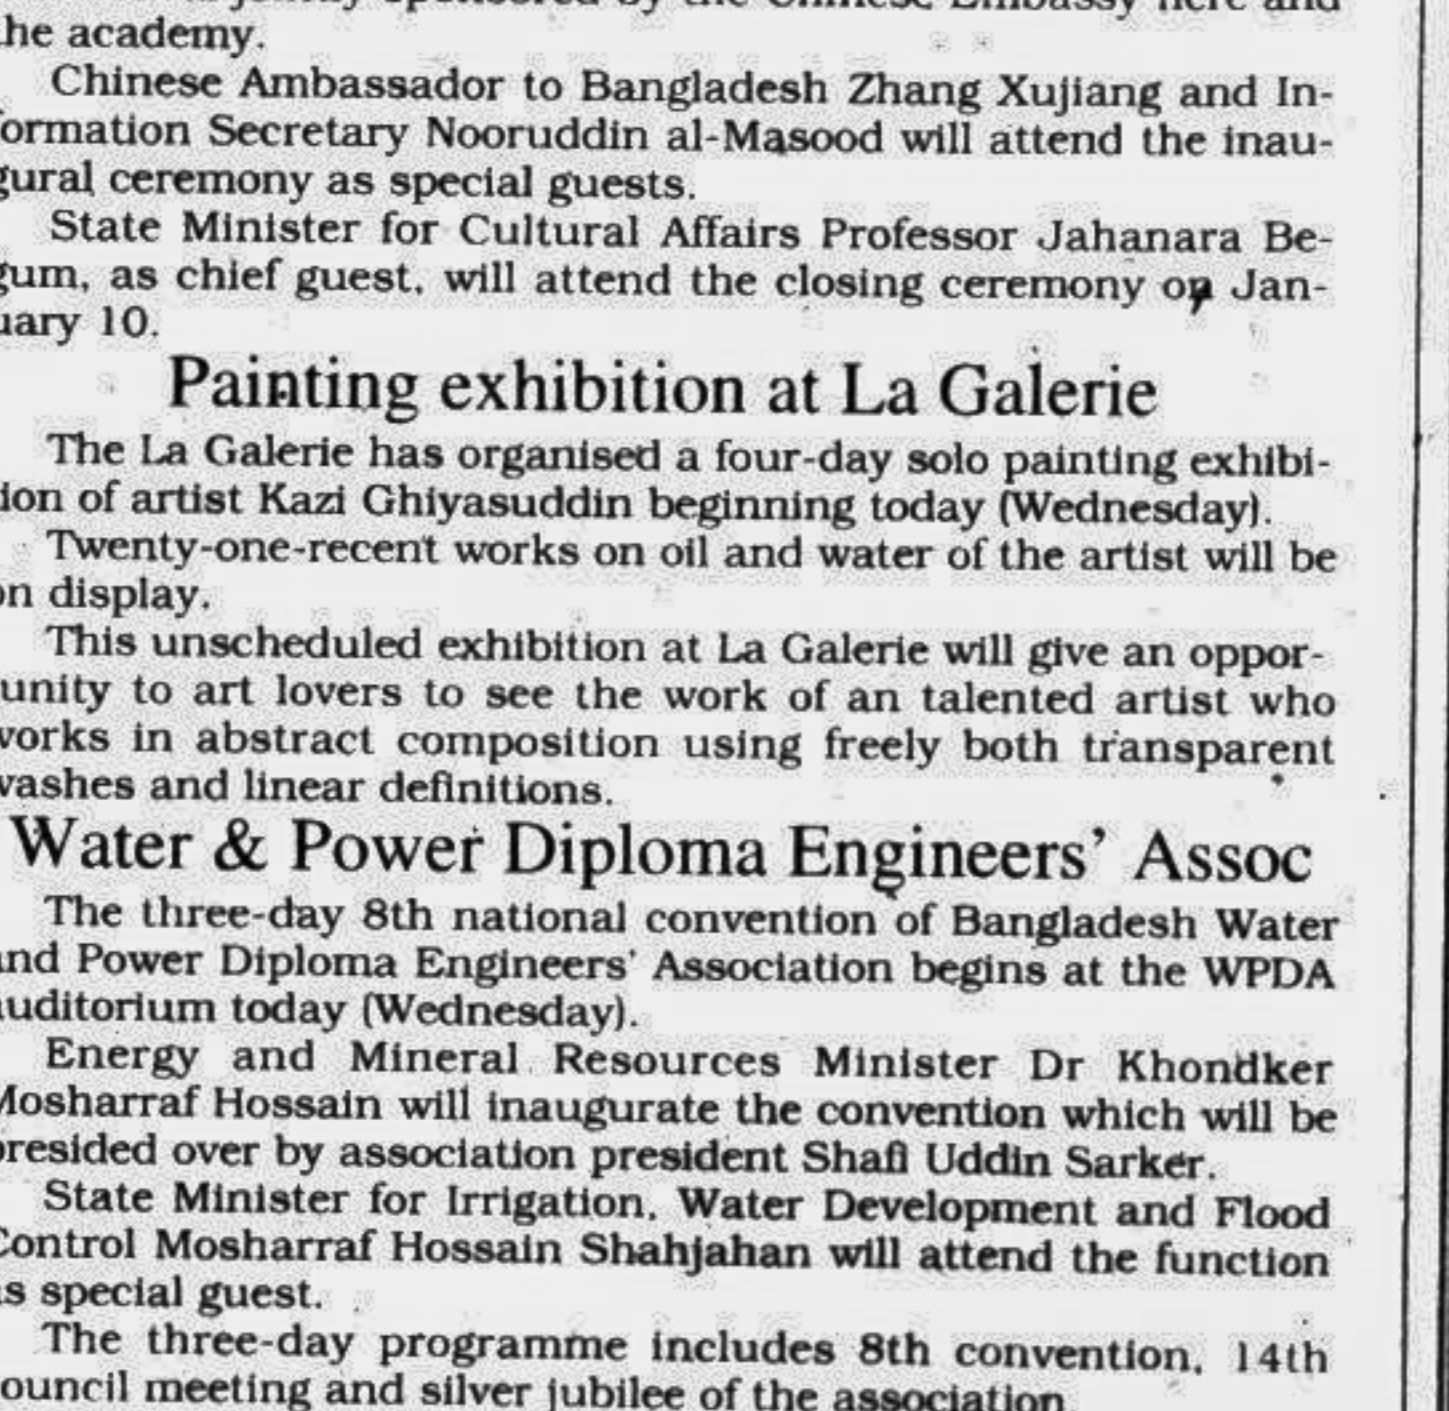 sponsored by the Chinese Embassy here and
he academy.
Chinese Ambassador to Bangladesh Zhang Xujiang and In-
ormation Secretary Nooruddin al-Masood will attend the inau-
gural ceremony as special guests.
State Minister for Cultural Affairs Professor Jahanara Be-
gum, as chief guest, will attend the closing ceremony on Jan-
uary 10.
Painting exhibition at La Galerie
The La Galerie has organised a four-day solo painting exhibi-
ion of artist Kazi Ghiyasuddin beginning today (Wednesday).
Twenty-one-recent works on oil and water of the artist will be
on display.
This unscheduled exhibition at La Galerie will give an oppor-
unity to art lovers to see the work of an talented artist who
works in abstract composition using freely both transparent
washes and linear definitions.
Water & Power Diploma Engineers' Assoc
The three-day 8th national convention of Bangladesh Water
and Power Diploma Engineers' Association begins at the WPDA
auditorium today (Wednesday).
Energy and Mineral Resources Minister Dr Khondker
Mosharraf Hossain will inaugurate the convention which will be
presided over by association president Shafi Uddin Sarker.
State Minister for Irrigation, Water Development and Flood
Control Mosharraf Hossain Shahjahan will attend the function
as special guest.
The three-day programme includes 8th convention, 14th
ouncil meeting and silver jubilee of the association